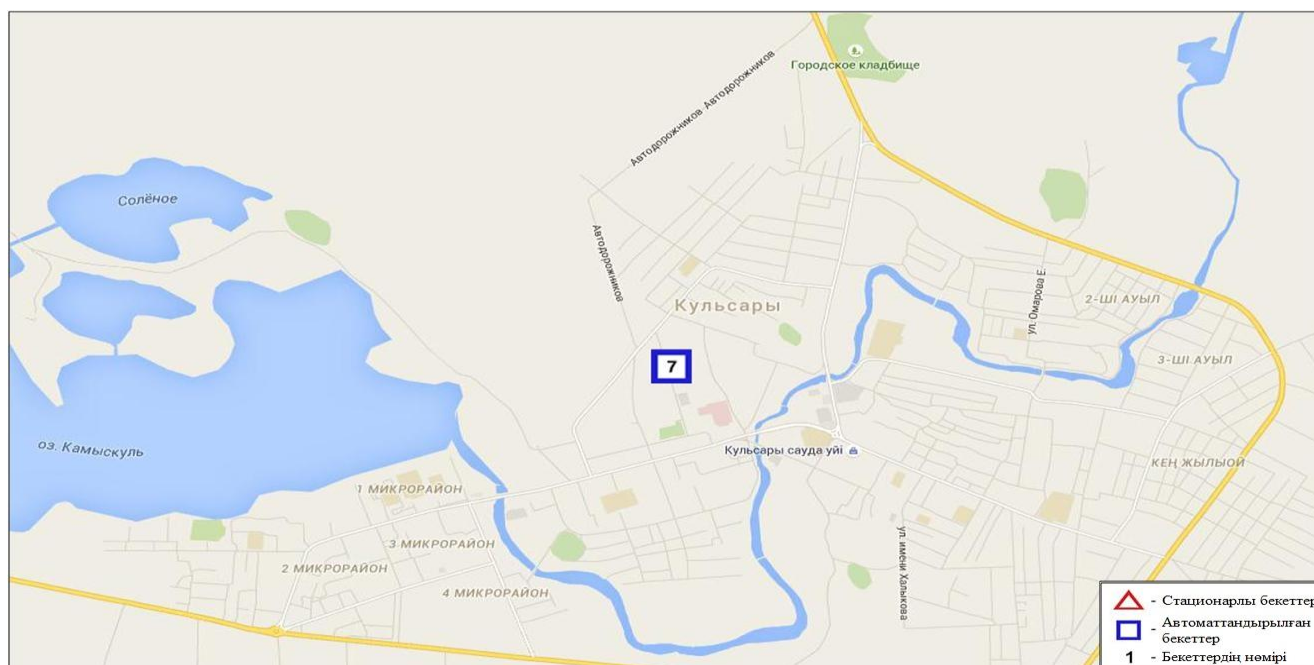 Городское кладбище
Автодорожников Автодорожников
Солёное
Автодорожников
ул. Омарова Е.
2-ШІ АУЫЛ
Кульсары
3-ШІ АУЫЛ
7
оз. Камыскуль
Кульсары сауда уйі
КЕҢ ЖЫЛЫОЙ
1 МИКРОРАЙОН
ул. имени Халыкова
3 МИКРОРАЙОН
2 МИКРОРАЙОН
4 МИКРОРАЙОН
- Стационарлы бекеттер
- Автоматтандырылған
бекеттер
1 - Бекеттердің нөмірі